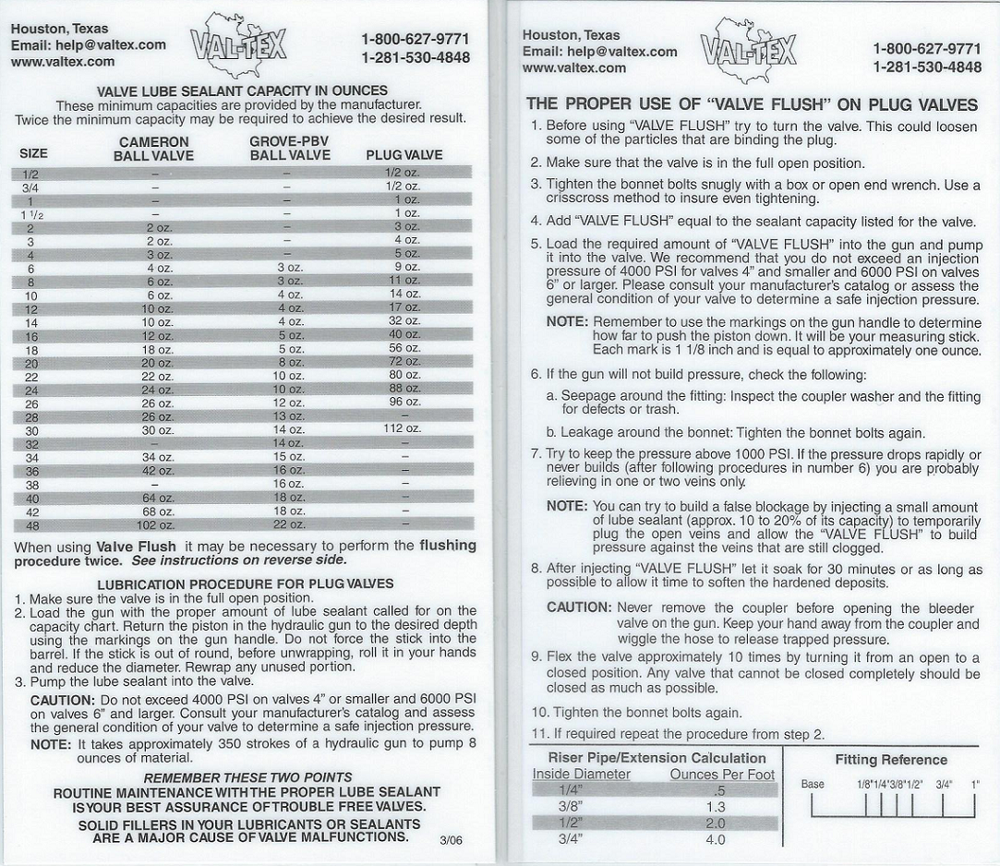 Houston, Texas
Email: help@valtex.com
www.valtex.com
VAL-TEX
1-800-627-9771
1-281-530-4848
VALVE LUBE SEALANT CAPACITY IN OUNCES
These minimum capacities are provided by the manufacturer.
Twice the minimum capacity may be required to achieve the desired result.
SIZE CAMERON BALL VALVE GROVE-PBV BALL VALVE PLUG VALVE
1/2 – – 1/2 oz.
3/4 – – 1/2 oz.
1 – – 1 oz.
1 1/2 – – 1 oz.
2 2 oz. – 3 oz.
3 2 oz. – 4 oz.
4 3 oz. – 5 oz.
6 4 oz. 3 oz. 9 oz.
8 6 oz. 3 oz. 11 oz.
10 6 oz. 4 oz. 14 oz.
12 10 oz. 4 oz. 17 oz.
14 10 oz. 4 oz. 32 oz.
16 12 oz. 5 oz. 40 oz.
18 18 oz. 5 oz. 56 oz.
20 20 oz. 8 oz. 72 oz.
22 22 oz. 10 oz. 80 oz.
24 24 oz. 10 oz. 88 oz.
26 26 oz. 12 oz. 96 oz.
28 26 oz. 13 oz. –
30 30 oz. 14 oz. 112 oz.
32 – 14 oz. –
34 34 oz. 15 oz. –
36 42 oz. 16 oz. –
38 – 16 oz. –
40 64 oz. 18 oz. –
42 68 oz. 18 oz. –
48 102 oz. 22 oz. –
When using Valve Flush it may be necessary to perform the flushing
procedure twice. See instructions on reverse side.
LUBRICATION PROCEDURE FOR PLUG VALVES
1. Make sure the valve is in the full open position.
2. Load the gun with the proper amount of lube sealant called for on the
capacity chart. Return the piston in the hydraulic gun to the desired depth
using the markings on the gun handle. Do not force the stick into the
barrel. If the stick is out of round, before unwrapping, roll it in your hands
and reduce the diameter. Rewrap any unused portion.
3. Pump the lube sealant into the valve.
CAUTION: Do not exceed 4000 PSI on valves 4" or smaller and 6000 PSI
on valves 6" and larger. Consult your manufacturer's catalog and assess
the general condition of your valve to determine a safe injection pressure.
NOTE: It takes approximately 350 strokes of a hydraulic gun to pump 8
ounces of material.
REMEMBER THESE TWO POINTS
ROUTINE MAINTENANCE WITH THE PROPER LUBE SEALANT
IS YOUR BEST ASSURANCE OF TROUBLE FREE VALVES.
SOLID FILLERS IN YOUR LUBRICANTS OR SEALANTS
ARE A MAJOR CAUSE OF VALVE MALFUNCTIONS.
3/06
Houston, Texas
Email: help@valtex.com
www.valtex.com
VAL-TEX
1-800-627-9771
1-281-530-4848
THE PROPER USE OF "VALVE FLUSH" ON PLUG VALVES
1. Before using "VALVE FLUSH" try to turn the valve. This could loosen
some of the particles that are binding the plug.
2. Make sure that the valve is in the full open position.
3. Tighten the bonnet bolts snugly with a box or open end wrench. Use a
crisscross method to insure even tightening.
4. Add "VALVE FLUSH" equal to the sealant capacity listed for the valve.
5. Load the required amount of "VALVE FLUSH" into the gun and pump
it into the valve. We recommend that you do not exceed an injection
pressure of 4000 PSI for valves 4" and smaller and 6000 PSI on valves
6" or larger. Please consult your manufacturer's catalog or assess the
general condition of your valve to determine a safe injection pressure.
NOTE: Remember to use the markings on the gun handle to determine
how far to push the piston down. It will be your measuring stick.
Each mark is 1 1/8 inch and is equal to approximately one ounce.
6. If the gun will not build pressure, check the following:
a. Seepage around the fitting: Inspect the coupler washer and the fitting
for defects or trash.
b. Leakage around the bonnet: Tighten the bonnet bolts again.
7. Try to keep the pressure above 1000 PSI. If the pressure drops rapidly or
never builds (after following procedures in number 6) you are probably
relieving in one or two veins only.
NOTE: You can try to build a false blockage by injecting a small amount
of lube sealant (approx. 10 to 20% of its capacity) to temporarily
plug the open veins and allow the "VALVE FLUSH" to build
pressure against the veins that are still clogged.
8. After injecting "VALVE FLUSH" let it soak for 30 minutes or as long as
possible to allow it time to soften the hardened deposits.
CAUTION: Never remove the coupler before opening the bleeder
valve on the gun. Keep your hand away from the coupler and
wiggle the hose to release trapped pressure.
9. Flex the valve approximately 10 times by turning it from an open to a
closed position. Any valve that cannot be closed completely should be
closed as much as possible.
10. Tighten the bonnet bolts again.
11. If required repeat the procedure from step 2.
Riser Pipe/Extension Calculation
Inside Diameter Ounces Per Foot
1/4" .5
3/8" 1.3
1/2" 2.0
3/4" 4.0
Fitting Reference
Base 1/8" 1/4" 3/8" 1/2" 3/4" 1"